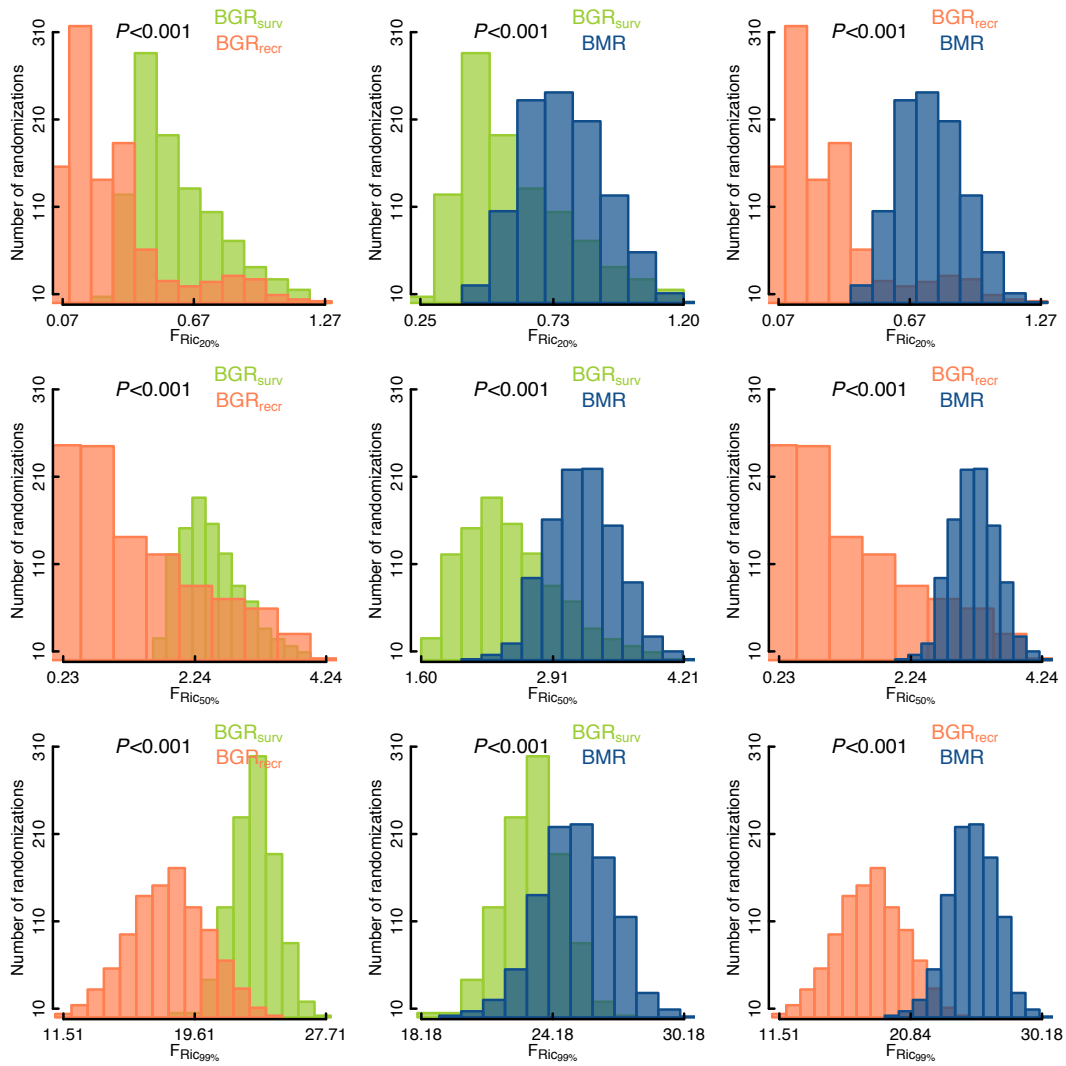 Number of randomizations
310
210
110
10
P<0.001
BGRsurv
BGRrecr
0.07 0.67 1.27
FRic20%
Number of randomizations
310
210
110
10
P<0.001
BGRsurv
BMR
0.25 0.73 1.20
FRic20%
Number of randomizations
310
210
110
10
P<0.001
BGRrecr
BMR
0.07 0.67 1.27
FRic20%
Number of randomizations
310
210
110
10
P<0.001
BGRsurv
BGRrecr
0.23 2.24 4.24
FRic50%
Number of randomizations
310
210
110
10
P<0.001
BGRsurv
BMR
1.60 2.91 4.21
FRic50%
Number of randomizations
310
210
110
10
P<0.001
BGRrecr
BMR
0.23 2.24 4.24
FRic50%
Number of randomizations
310
210
110
10
P<0.001
BGRsurv
BGRrecr
11.51 19.61 27.71
FRic99%
Number of randomizations
310
210
110
10
P<0.001
BGRsurv
BMR
18.18 24.18 30.18
FRic99%
Number of randomizations
310
210
110
10
P<0.001
BGRrecr
BMR
11.51 20.84 30.18
FRic99%